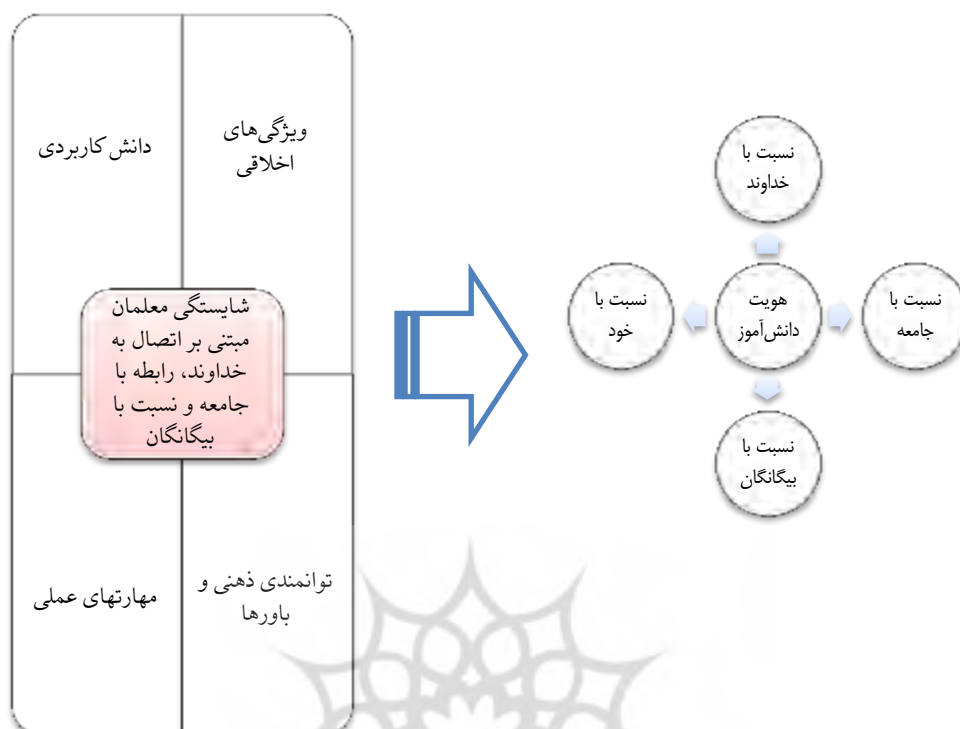 ویژگی‌های
اخلاقی
دانش کاربردی
شایستگی معلمان
مبتنی بر اتصال به
خداوند، رابطه با
جامعه و نسبت با
بیگانگان
توانمندی ذهنی و
باورها
مهارتهای عملی
نسبت با
خداوند
نسبت با
جامعه
هویت
دانش‌آموز
نسبت با
خود
نسبت با
بیگانگان